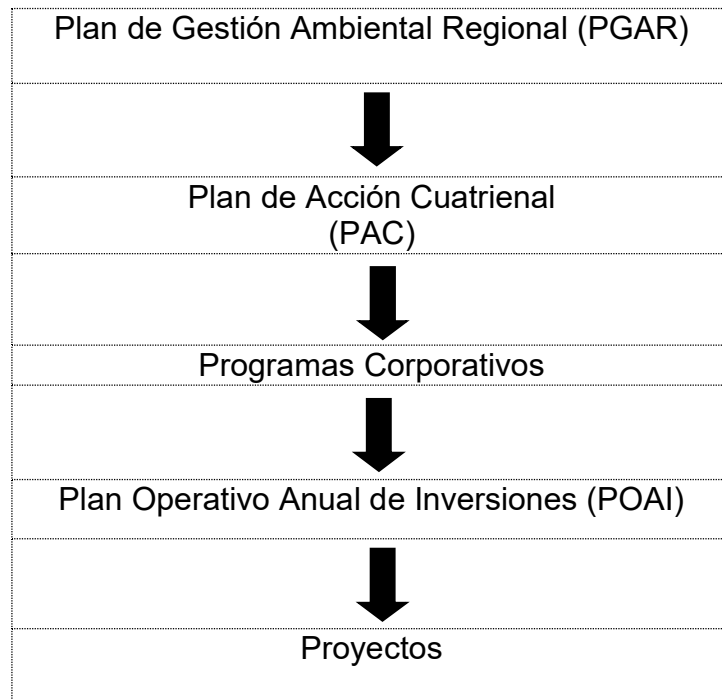 Plan de Gestión Ambiental Regional (PGAR)
Plan de Acción Cuatrienal
(PAC)
Programas Corporativos
Plan Operativo Anual de Inversiones (POAI)
Proyectos